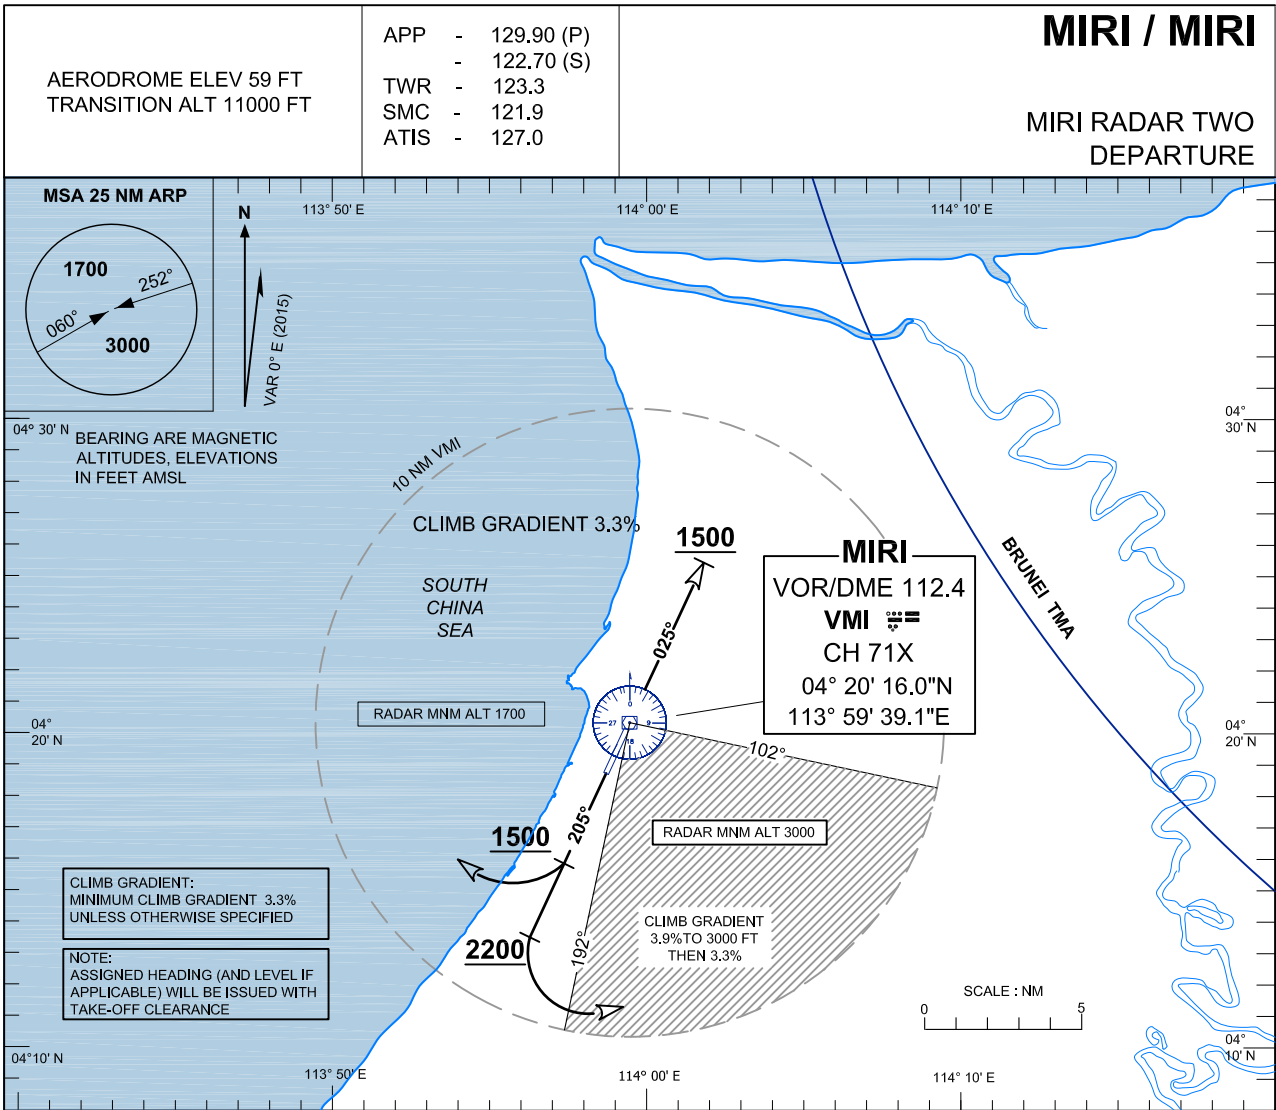 AERODROME ELEV 59 FT
TRANSITION ALT 11000 FT
APP - 129.90 (P)
- 122.70 (S)
TWR - 123.3
SMC - 121.9
ATIS - 127.0
MIRI / MIRI
MIRI RADAR TWO
DEPARTURE
MSA 25 NM ARP
1700
252°
060°
3000
N
VAR 0° E (2015)
113° 50' E
114° 00' E
114° 10' E
04° 30' N
BEARING ARE MAGNETIC
ALTITUDES, ELEVATIONS
IN FEET AMSL
04°
30' N
10 NM VMI
CLIMB GRADIENT 3.3%
SOUTH
CHINA
SEA
1500
025°
MIRI
VOR/DME 112.4
VMI
CH 71X
04° 20' 16.0"N
113° 59' 39.1"E
BRUNEI TMA
RADAR MNM ALT 1700
27
9
18
04°
20' N
04°
20' N
102°
205°
1500
RADAR MNM ALT 3000
CLIMB GRADIENT:
MINIMUM CLIMB GRADIENT 3.3%
UNLESS OTHERWISE SPECIFIED
2200
192°
CLIMB GRADIENT
3.9%TO 3000 FT
THEN 3.3%
NOTE:
ASSIGNED HEADING (AND LEVEL IF
APPLICABLE) WILL BE ISSUED WITH
TAKE-OFF CLEARANCE
SCALE : NM
0
5
04°10' N
04°
10' N
113° 50' E
114° 00' E
114° 10' E